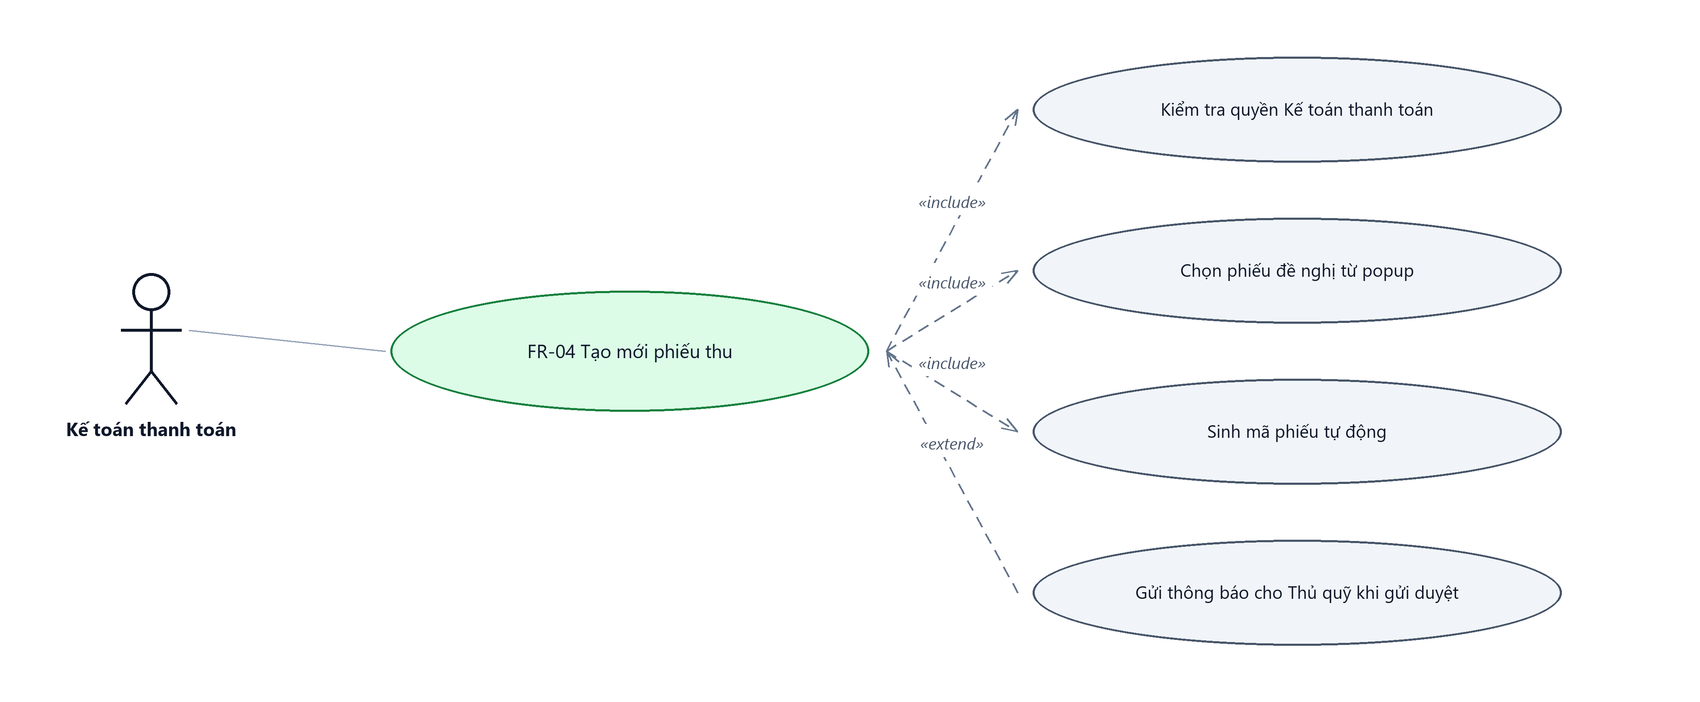 Kiểm tra quyền Kế toán thanh toán
«include»
Chọn phiếu đề nghị từ popup
«include»
FR-04 Tạo mới phiếu thu
«include»
Kế toán thanh toán
Sinh mã phiếu tự động
«extend»
Gửi thông báo cho Thủ quỹ khi gửi duyệt